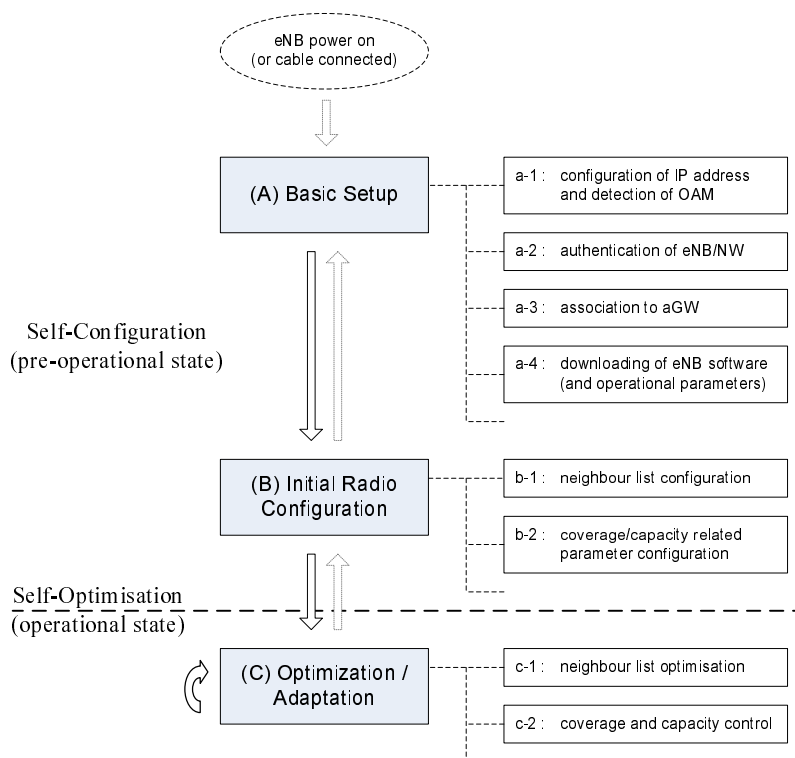 eNB power on
(or cable connected)
(A) Basic Setup
a-1 : configuration of IP address
and detection of OAM
a-2 : authentication of eNB/NW
a-3 : association to aGW
a-4 : downloading of eNB software
(and operational parameters)
Self-Configuration
(pre-operational state)
(B) Initial Radio
Configuration
b-1 : neighbour list configuration
b-2 : coverage/capacity related
parameter configuration
Self-Optimisation
(operational state)
(C) Optimization /
Adaptation
c-1 : neighbour list optimisation
c-2 : coverage and capacity control